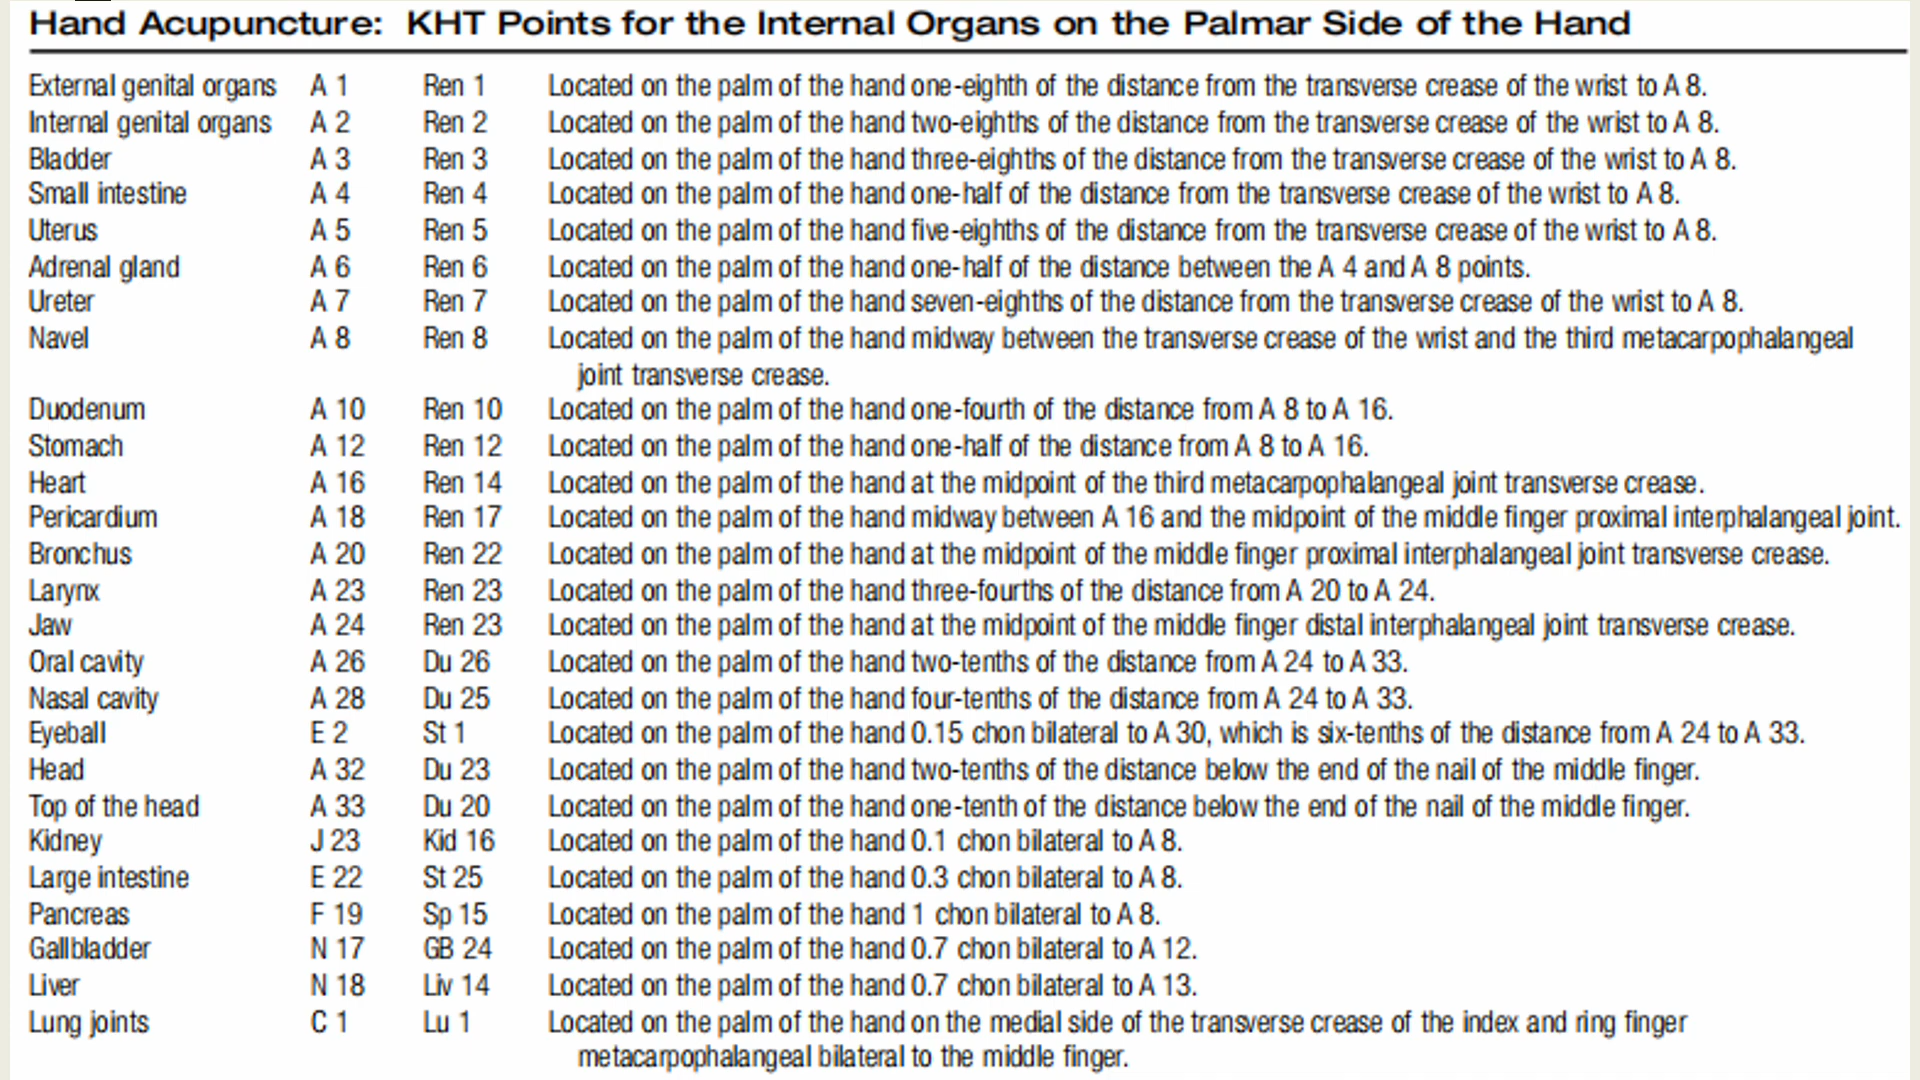 Hand Acupuncture: KHT Points for the Internal Organs on the Palmar Side of the Hand
External genital organs A 1 Ren 1 Located on the palm of the hand one-eighth of the distance from the transverse crease of the wrist to A 8.
Internal genital organs A 2 Ren 2 Located on the palm of the hand two-eighths of the distance from the transverse crease of the wrist to A 8.
Bladder A 3 Ren 3 Located on the palm of the hand three-eighths of the distance from the transverse crease of the wrist to A 8.
Small intestine A 4 Ren 4 Located on the palm of the hand one-half of the distance from the transverse crease of the wrist to A 8.
Uterus A 5 Ren 5 Located on the palm of the hand five-eighths of the distance from the transverse crease of the wrist to A 8.
Adrenal gland A 6 Ren 6 Located on the palm of the hand one-half of the distance between the A 4 and A 8 points.
Ureter A 7 Ren 7 Located on the palm of the hand seven-eighths of the distance from the transverse crease of the wrist to A 8.
Navel A 8 Ren 8 Located on the palm of the hand midway between the transverse crease of the wrist and the third metacarpophalangeal
joint transverse crease.
Duodenum A 10 Ren 10 Located on the palm of the hand one-fourth of the distance from A 8 to A 16.
Stomach A 12 Ren 12 Located on the palm of the hand one-half of the distance from A 8 to A 16.
Heart A 16 Ren 14 Located on the palm of the hand at the midpoint of the third metacarpophalangeal joint transverse crease.
Pericardium A 18 Ren 17 Located on the palm of the hand midway between A 16 and the midpoint of the middle finger proximal interphalangeal joint.
Bronchus A 20 Ren 22 Located on the palm of the hand at the midpoint of the middle finger proximal interphalangeal joint transverse crease.
Larynx A 23 Ren 23 Located on the palm of the hand three-fourths of the distance from A 20 to A 24.
Jaw A 24 Ren 23 Located on the palm of the hand at the midpoint of the middle finger distal interphalangeal joint transverse crease.
Oral cavity A 26 Du 26 Located on the palm of the hand two-tenths of the distance from A 24 to A 33.
Nasal cavity A 28 Du 25 Located on the palm of the hand four-tenths of the distance from A 24 to A 33.
Eyeball E 2 St 1 Located on the palm of the hand 0.15 chon bilateral to A 30, which is six-tenths of the distance from A 24 to A 33.
Head A 32 Du 23 Located on the palm of the hand two-tenths of the distance below the end of the nail of the middle finger.
Top of the head A 33 Du 20 Located on the palm of the hand one-tenth of the distance below the end of the nail of the middle finger.
Kidney J 23 Kid 16 Located on the palm of the hand 0.1 chon bilateral to A 8.
Large intestine E 22 St 25 Located on the palm of the hand 0.3 chon bilateral to A 8.
Pancreas F 19 Sp 15 Located on the palm of the hand 1 chon bilateral to A 8.
Gallbladder N 17 GB 24 Located on the palm of the hand 0.7 chon bilateral to A 12.
Liver N 18 Liv 14 Located on the palm of the hand 0.7 chon bilateral to A 13.
Lung joints C 1 Lu 1 Located on the palm of the hand on the medial side of the transverse crease of the index and ring finger
metacarpophalangeal bilateral to the middle finger.